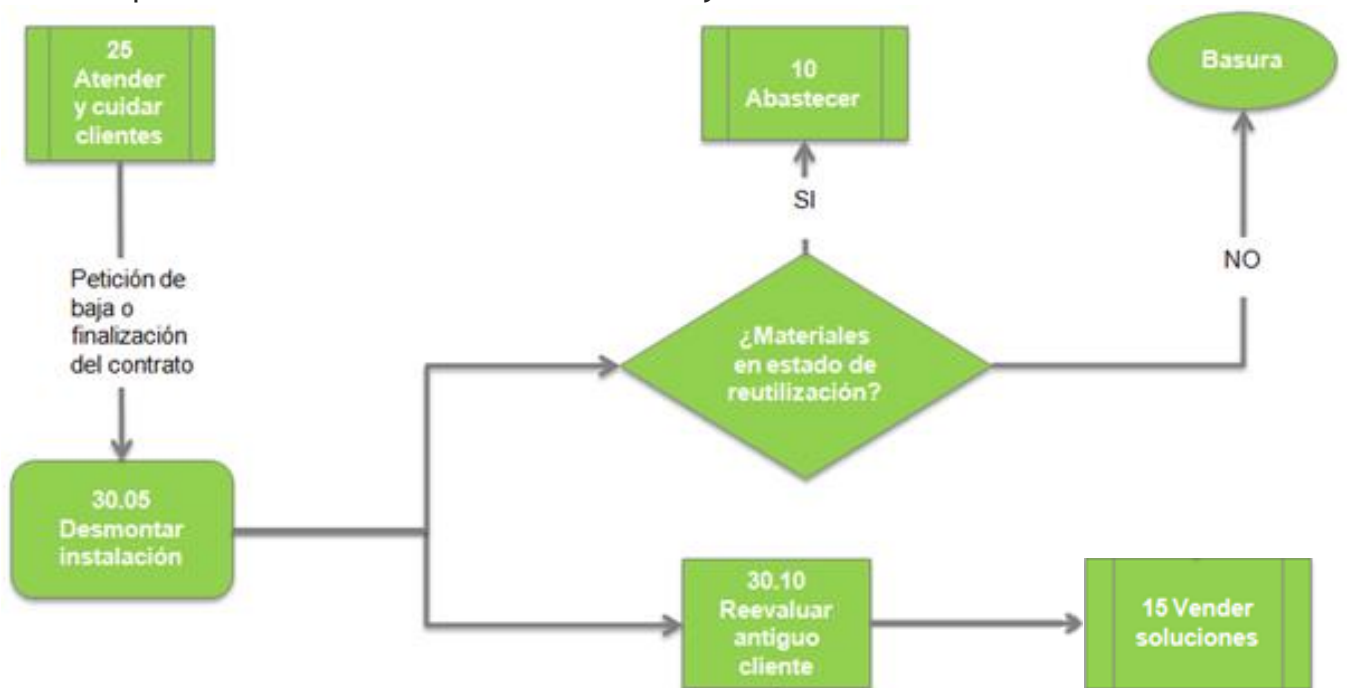 25
Atender
y cuidar
clientes
10
Abastecer
Basura
SI
NO
Petición de
baja o
finalización
del contrato
¿Materiales
en estado de
reutilización?
30.05
Desmontar
instalación
30.10
Reevaluar
antiguo
cliente
15 Vender
soluciones